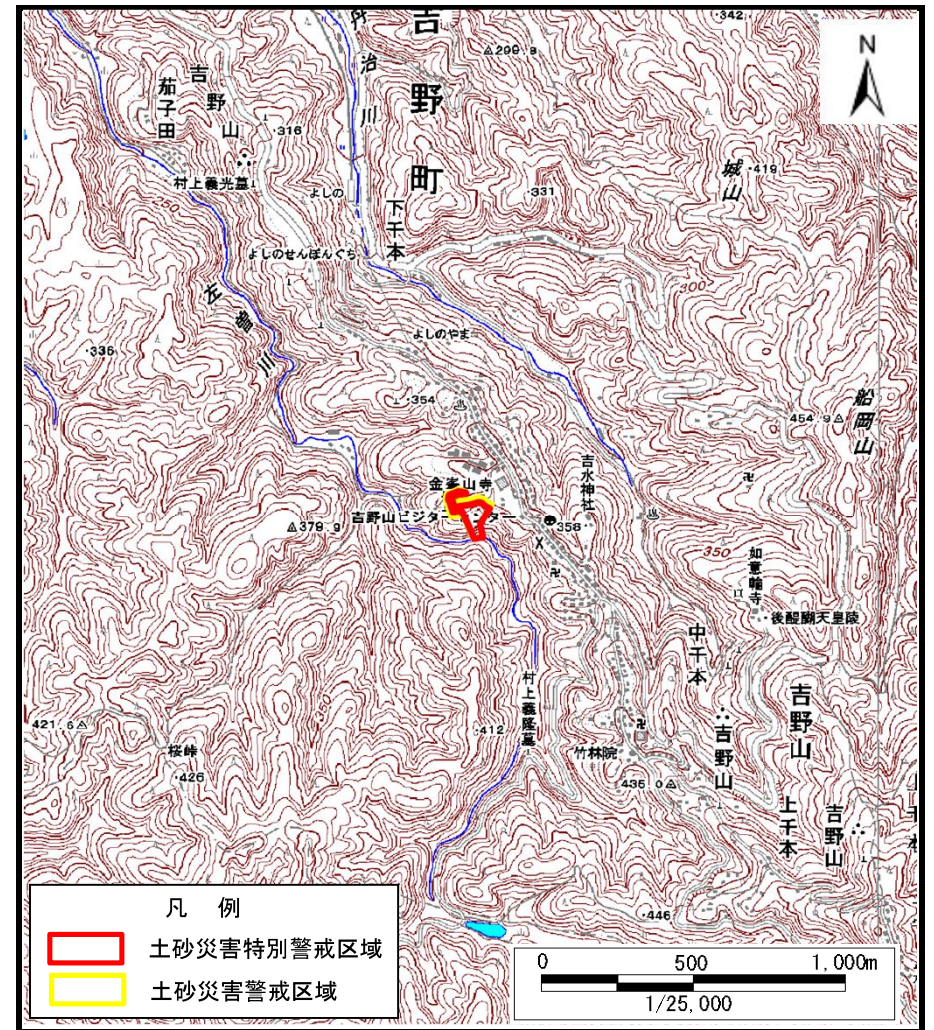 吉野町
丹治川
△299.8
・342
N
吉野山
茄子田
・316
村上義光墓
よしの
下千本
・331
城山
・419
よしのせんぼんぐち
左曽川
300
よしのやま
・335
・354
454.9△
船岡山
金峯山寺
吉水神社
吉野山ビジターセンター
・358
△379.9
350
如意輪寺
後醍醐天皇陵
中千本
村上義隆墓
吉野山
吉野山
421.6△
桜峠
・426
・412
竹林院
435.0△
上千本
吉野山
・446
凡 例
土砂災害特別警戒区域
土砂災害警戒区域
0 500 1,000m
1/25,000